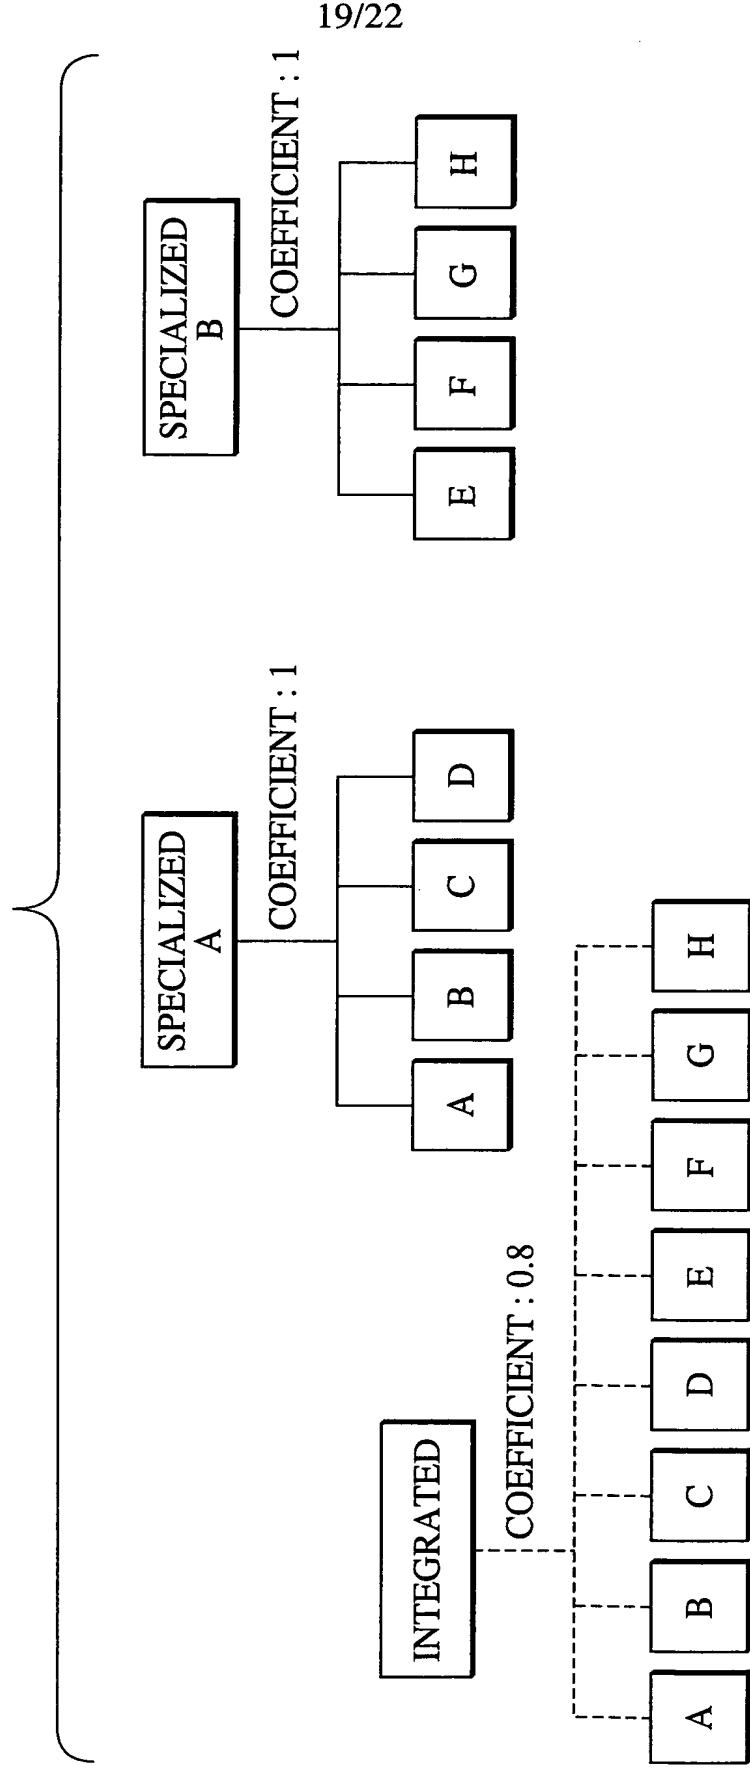 19/22
SPECIALIZED
A
COEFFICIENT : 1
A
B
C
D
SPECIALIZED
B
COEFFICIENT : 1
E
F
G
H
INTEGRATED
COEFFICIENT : 0.8
A
B
C
D
E
F
G
H